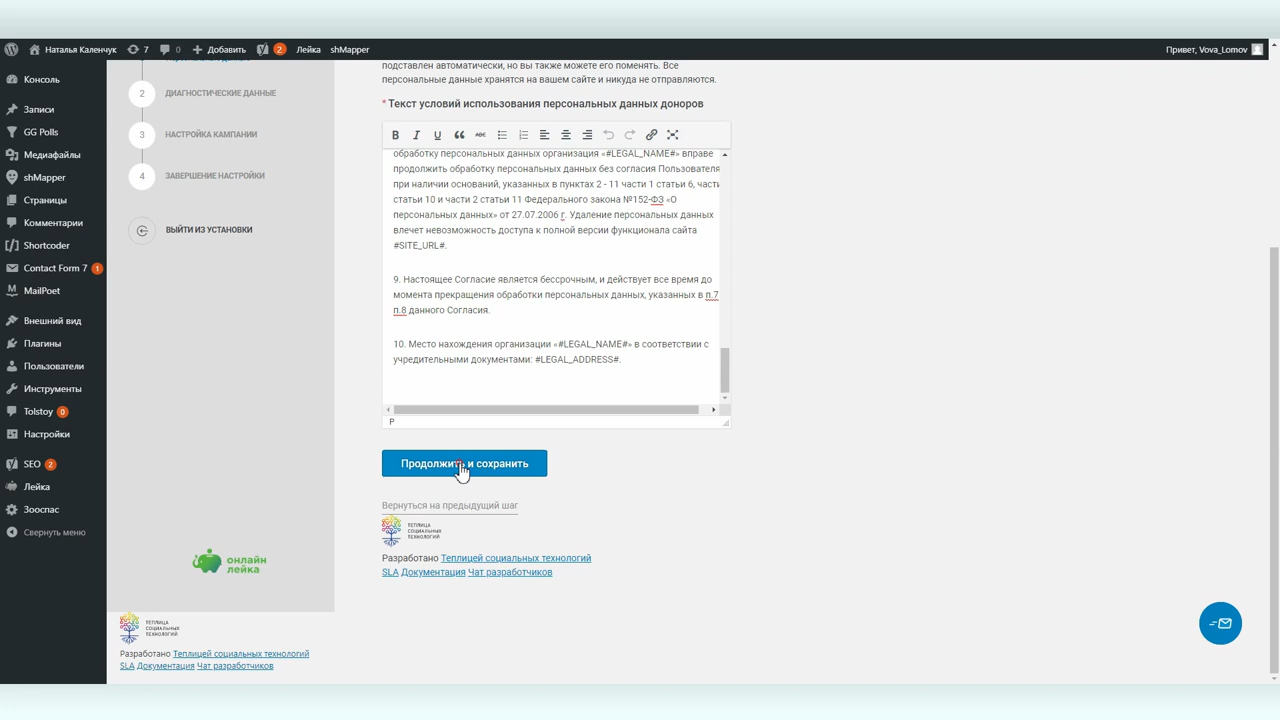 Наталья Каленчук 7 0 Добавить 2 Лейка shMapper
Привет, Vova_Lomov
Консоль
Записи
GG Polls
Медиафайлы
shMapper
Страницы
Комментарии
Shortcoder
Contact Form 7 1
MailPoet
Внешний вид
Плагины
Пользователи
Инструменты
Tolstoy 0
Настройки
SEO 2
Лейка
Зооспас
Свернуть меню
2 ДИАГНОСТИЧЕСКИЕ ДАННЫЕ
3 НАСТРОЙКА КАМПАНИИ
4 ЗАВЕРШЕНИЕ НАСТРОЙКИ
ВЫЙТИ ИЗ УСТАНОВКИ
онлайн
лейка
ТЕПЛИЦА
СОЦИАЛЬНЫХ
ТЕХНОЛОГИЙ
Разработано Теплицей социальных технологий
SLA Документация Чат разработчиков
подставлен автоматически, но вы также можете его поменять. Все
персональные данные хранятся на вашем сайте и никуда не отправляются.
* Текст условий использования персональных данных доноров
B I U ABC
обработку персональных данных организация «#LEGAL_NAME#» вправе
продолжить обработку персональных данных без согласия Пользователя
при наличии оснований, указанных в пунктах 2 - 11 части 1 статьи 6, части
статьи 10 и части 2 статьи 11 Федерального закона №152-ФЗ «О
персональных данных» от 27.07.2006 г. Удаление персональных данных
влечет невозможность доступа к полной версии функционала сайта
#SITE_URL#.
9. Настоящее Согласие является бессрочным, и действует все время до
момента прекращения обработки персональных данных, указанных в п.7
п.8 данного Согласия.
10. Место нахождения организации «#LEGAL_NAME#» в соответствии с
учредительными документами: #LEGAL_ADDRESS#.
P
Продолжить и сохранить
Вернуться на предыдущий шаг
ТЕПЛИЦА
СОЦИАЛЬНЫХ
ТЕХНОЛОГИЙ
Разработано Теплицей социальных технологий
SLA Документация Чат разработчиков